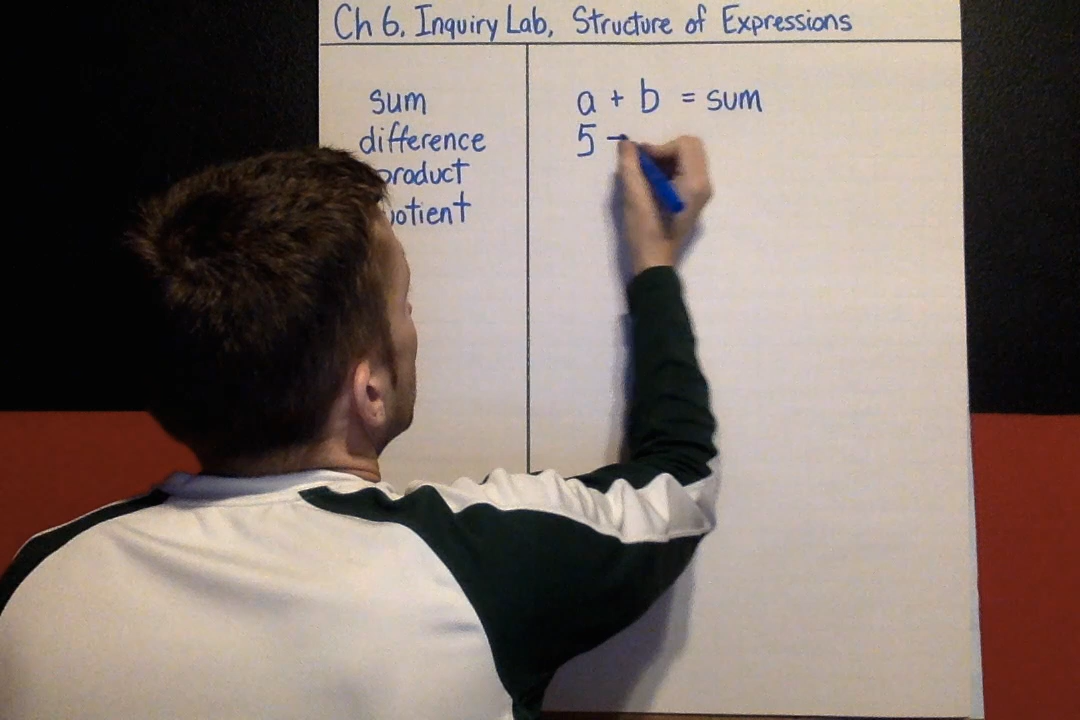 Ch 6, Inquiry Lab, Structure of Expressions
sum
difference
product
quotient
a + b = sum
5 -